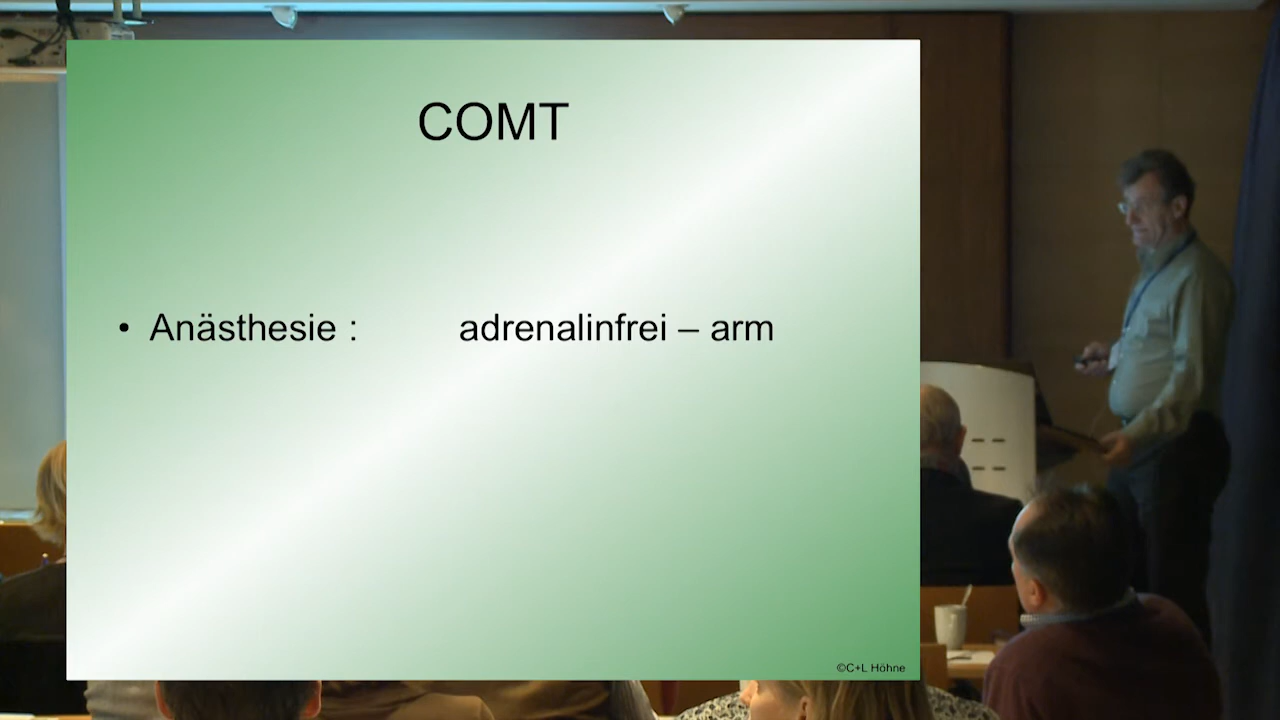 COMT
• Anästhesie : adrenalinfrei – arm
©C+L Höhne